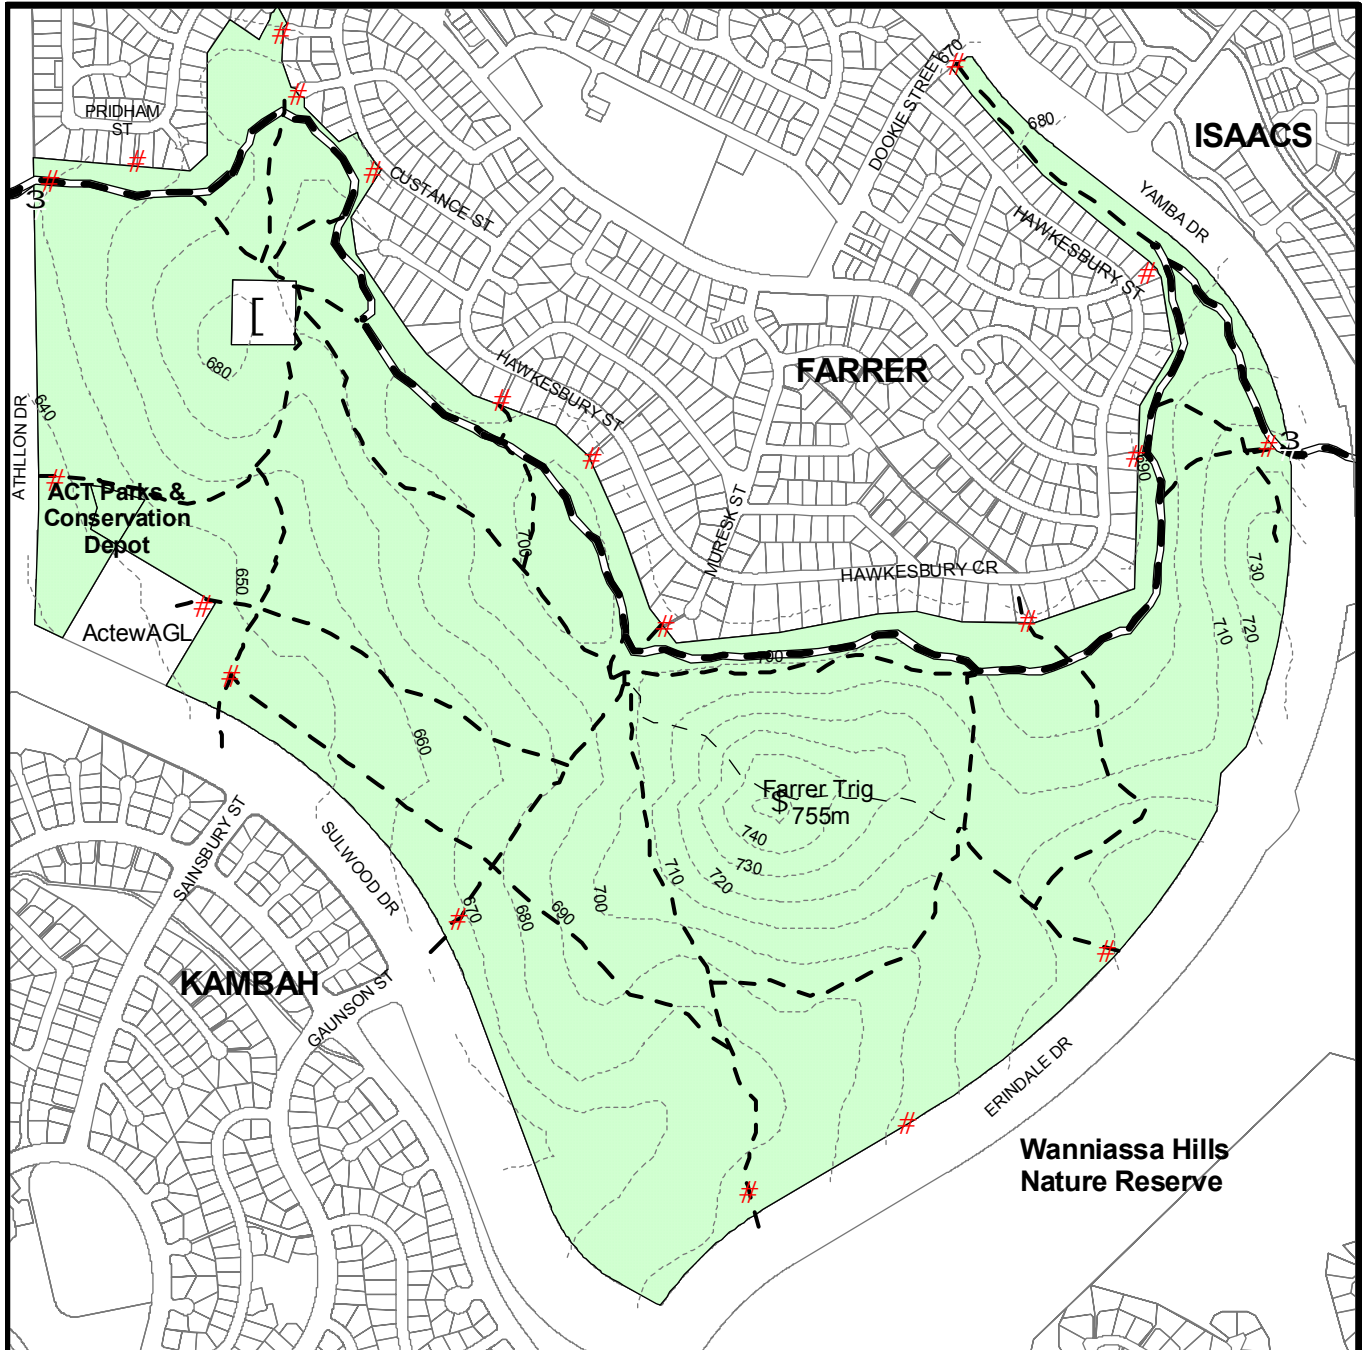 670
680
ISAACS
PRIDHAM
ST
DOOKIE STREET
3
CUSTANCE ST
YAMBA DR
HAWKESBURY ST
[
680
HAWKESBURY ST
FARRER
640
ATHLLON DR
3
690
ACT Parks &
Conservation
Depot
700
MURESK ST
HAWKESBURY CR
650
730
720
710
ActewAGL
700
660
Farrer Trig
$ 755m
740
730
720
710
700
690
680
670
SAINSBURY ST
SULWOOD DR
KAMBAH
GAUNSON ST
ERINDALE DR
Wanniassa Hills
Nature Reserve